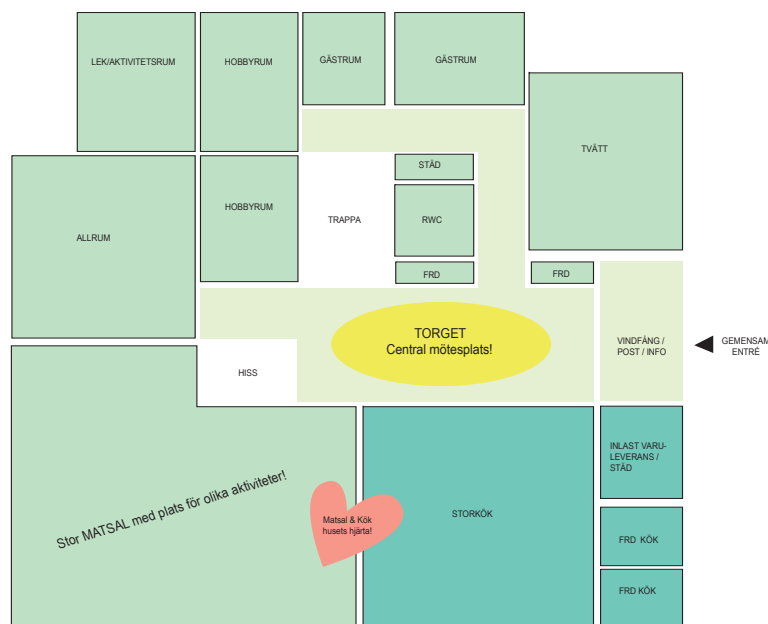 LEK/AKTIVITETSRUM
HOBBYRUM
GÄSTRUM
GÄSTRUM
TVÄTT
STÄD
ALLRUM
HOBBYRUM
TRAPPA
RWC
FRD
FRD
TORGET
Central mötesplats!
VINDFÅNG /
POST / INFO
GEMENSAM
ENTRÉ
HISS
INLAST VARU-
LEVERANS /
STÄD
Stor MATSAL med plats för olika aktiviteter!
Matsal & Kök
husets hjärta!
STORKÖK
FRD KÖK
FRD KÖK